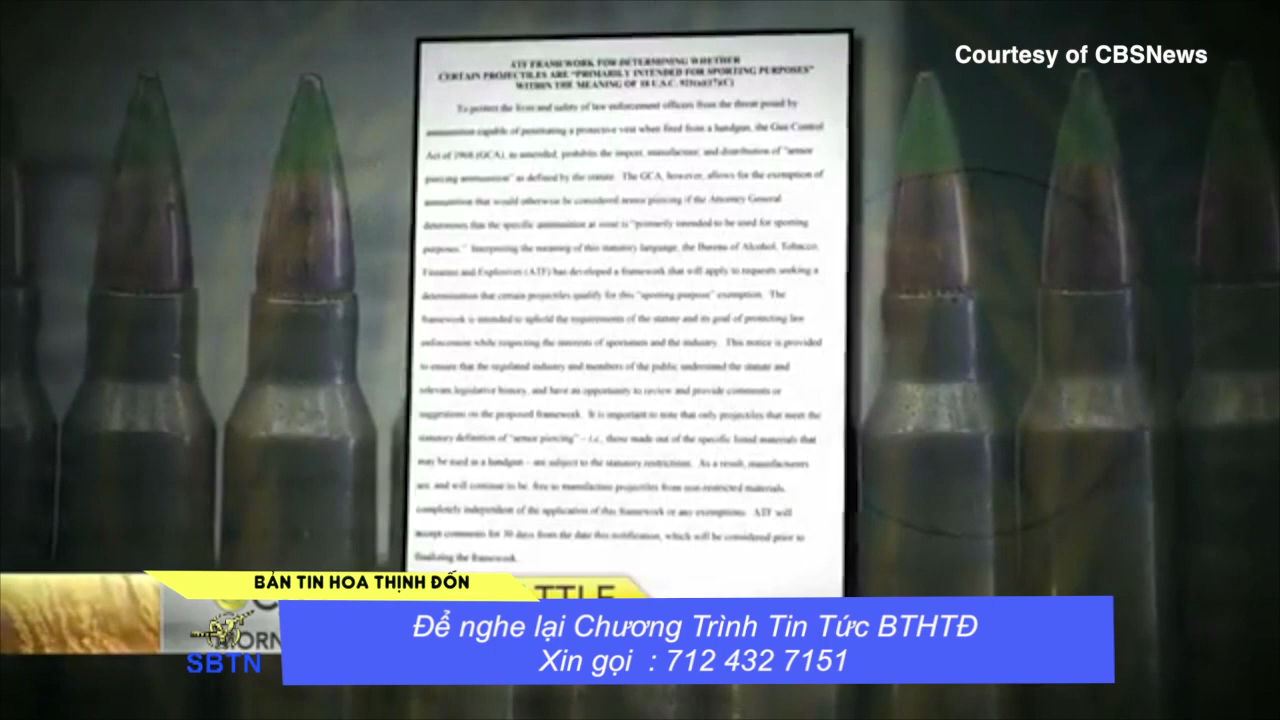 Courtesy of CBSNews
ATF FRAMEWORK FOR DETERMINING WHETHER
CERTAIN PROJECTILES ARE "PRIMARILY INTENDED FOR SPORTING PURPOSES"
WITHIN THE MEANING OF 18 U.S.C. 921(a)(17)(C)
To protect the lives and safety of law enforcement officers from the threat posed by
ammunition capable of penetrating a protective vest when fired from a handgun, the Gun Control
Act of 1968 (GCA), as amended, prohibits the import, manufacture, and distribution of "armor
piercing ammunition" as defined by the statute. The GCA, however, allows for the exemption of
ammunition that would otherwise be considered armor piercing if the Attorney General
determines that the specific ammunition at issue is "primarily intended to be used for sporting
purposes." Interpreting the meaning of this statutory language, the Bureau of Alcohol, Tobacco,
Firearms and Explosives (ATF) has developed a framework that will apply to requests seeking a
determination that certain projectiles qualify for this "sporting purpose" exemption. The
framework is intended to uphold the requirements of the statute and its goal of protecting law
enforcement while respecting the interests of sportsmen and the industry. This notice is provided
to ensure that the regulated industry and members of the public understand the statute and
relevant legislative history, and have an opportunity to review and provide comments or
suggestions on the proposed framework. It is important to note that only projectiles that meet the
statutory definition of "armor piercing" – i.e., those made out of the specific listed materials that
may be used in a handgun – are subject to the statutory restrictions. As a result, manufacturers
are, and will continue to be, free to manufacture projectiles from non-restricted materials,
completely independent of the application of this framework or any exemptions. ATF will
accept comments for 30 days from the date this notification, which will be considered prior to
finalizing the framework.
BẢN TIN HOA THỊNH ĐỐN
TTLE
ORN
SBTN
Để nghe lại Chương Trình Tin Tức BTHTĐ
Xin gọi : 712 432 7151